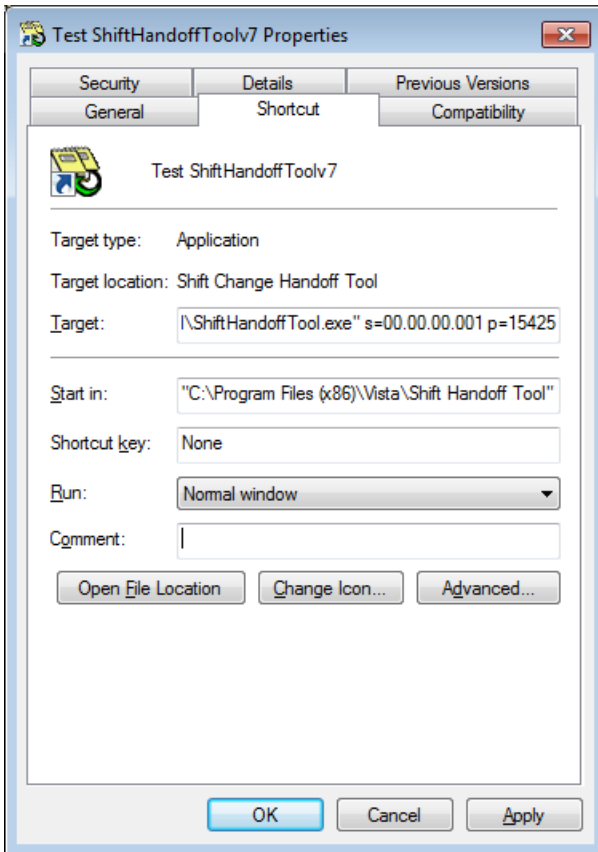 Test ShiftHandoffToolv7 Properties
Security Details Previous Versions
General Shortcut Compatibility
Test ShiftHandoffToolv7
Target type: Application
Target location: Shift Change Handoff Tool
Target: l\ShiftHandoffTool.exe" s=00.00.00.001 p=15425
Start in: "C:\Program Files (x86)\Vista\Shift Handoff Tool"
Shortcut key: None
Run: Normal window
Comment:
Open File Location Change Icon... Advanced...
OK Cancel Apply